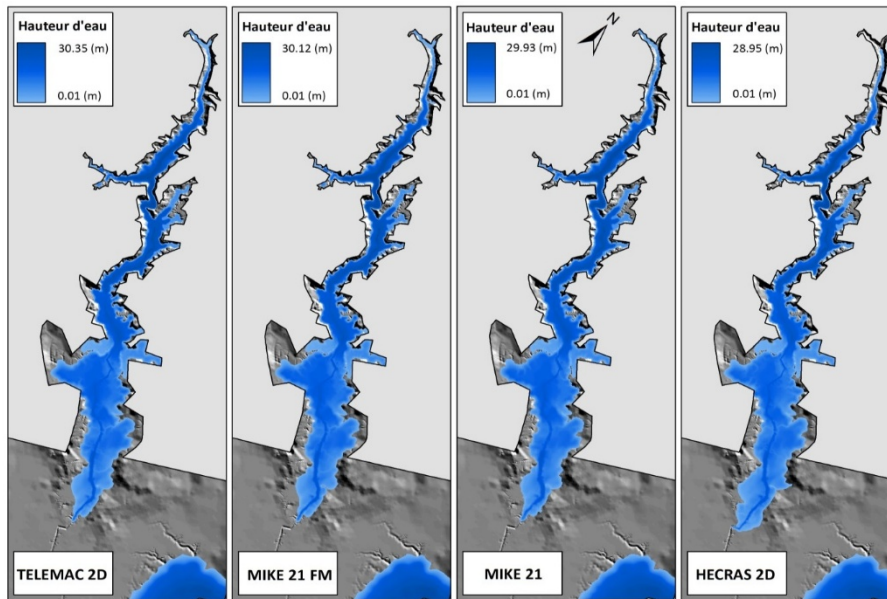 Hauteur d'eau
30.35 (m)
0.01 (m)
TELEMAC 2D
Hauteur d'eau
30.12 (m)
0.01 (m)
MIKE 21 FM
Hauteur d'eau
29.93 (m)
0.01 (m)
N
MIKE 21
Hauteur d'eau
28.95 (m)
0.01 (m)
HECRAS 2D